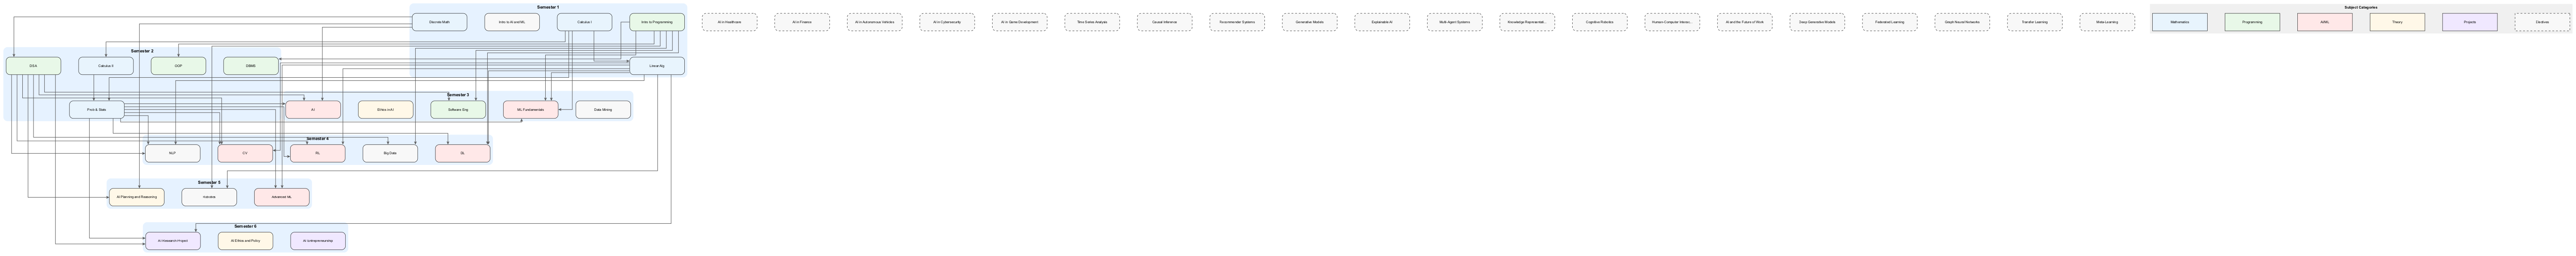 Semester 1
Subject Categories
Discrete Math
Intro to AI and ML
Calculus I
Intro to Programming
AI in Healthcare
AI in Finance
AI in Autonomous Vehicles
AI in Cybersecurity
AI in Game Development
Time Series Analysis
Causal Inference
Recommender Systems
Generative Models
Explainable AI
Multi-Agent Systems
Knowledge Representati...
Cognitive Robotics
Human-Computer Interac...
AI and the Future of Work
Deep Generative Models
Federated Learning
Graph Neural Networks
Transfer Learning
Meta-Learning
Mathematics
Programming
AI/ML
Theory
Projects
Electives
Semester 2
DSA
Calculus II
OOP
DBMS
Linear Alg
Semester 3
Prob & Stats
AI
Ethics in AI
Software Eng
ML Fundamentals
Data Mining
Semester 4
NLP
CV
RL
Big Data
DL
Semester 5
AI Planning and Reasoning
Robotics
Advanced ML
Semester 6
AI Research Project
AI Ethics and Policy
AI Entrepreneurship